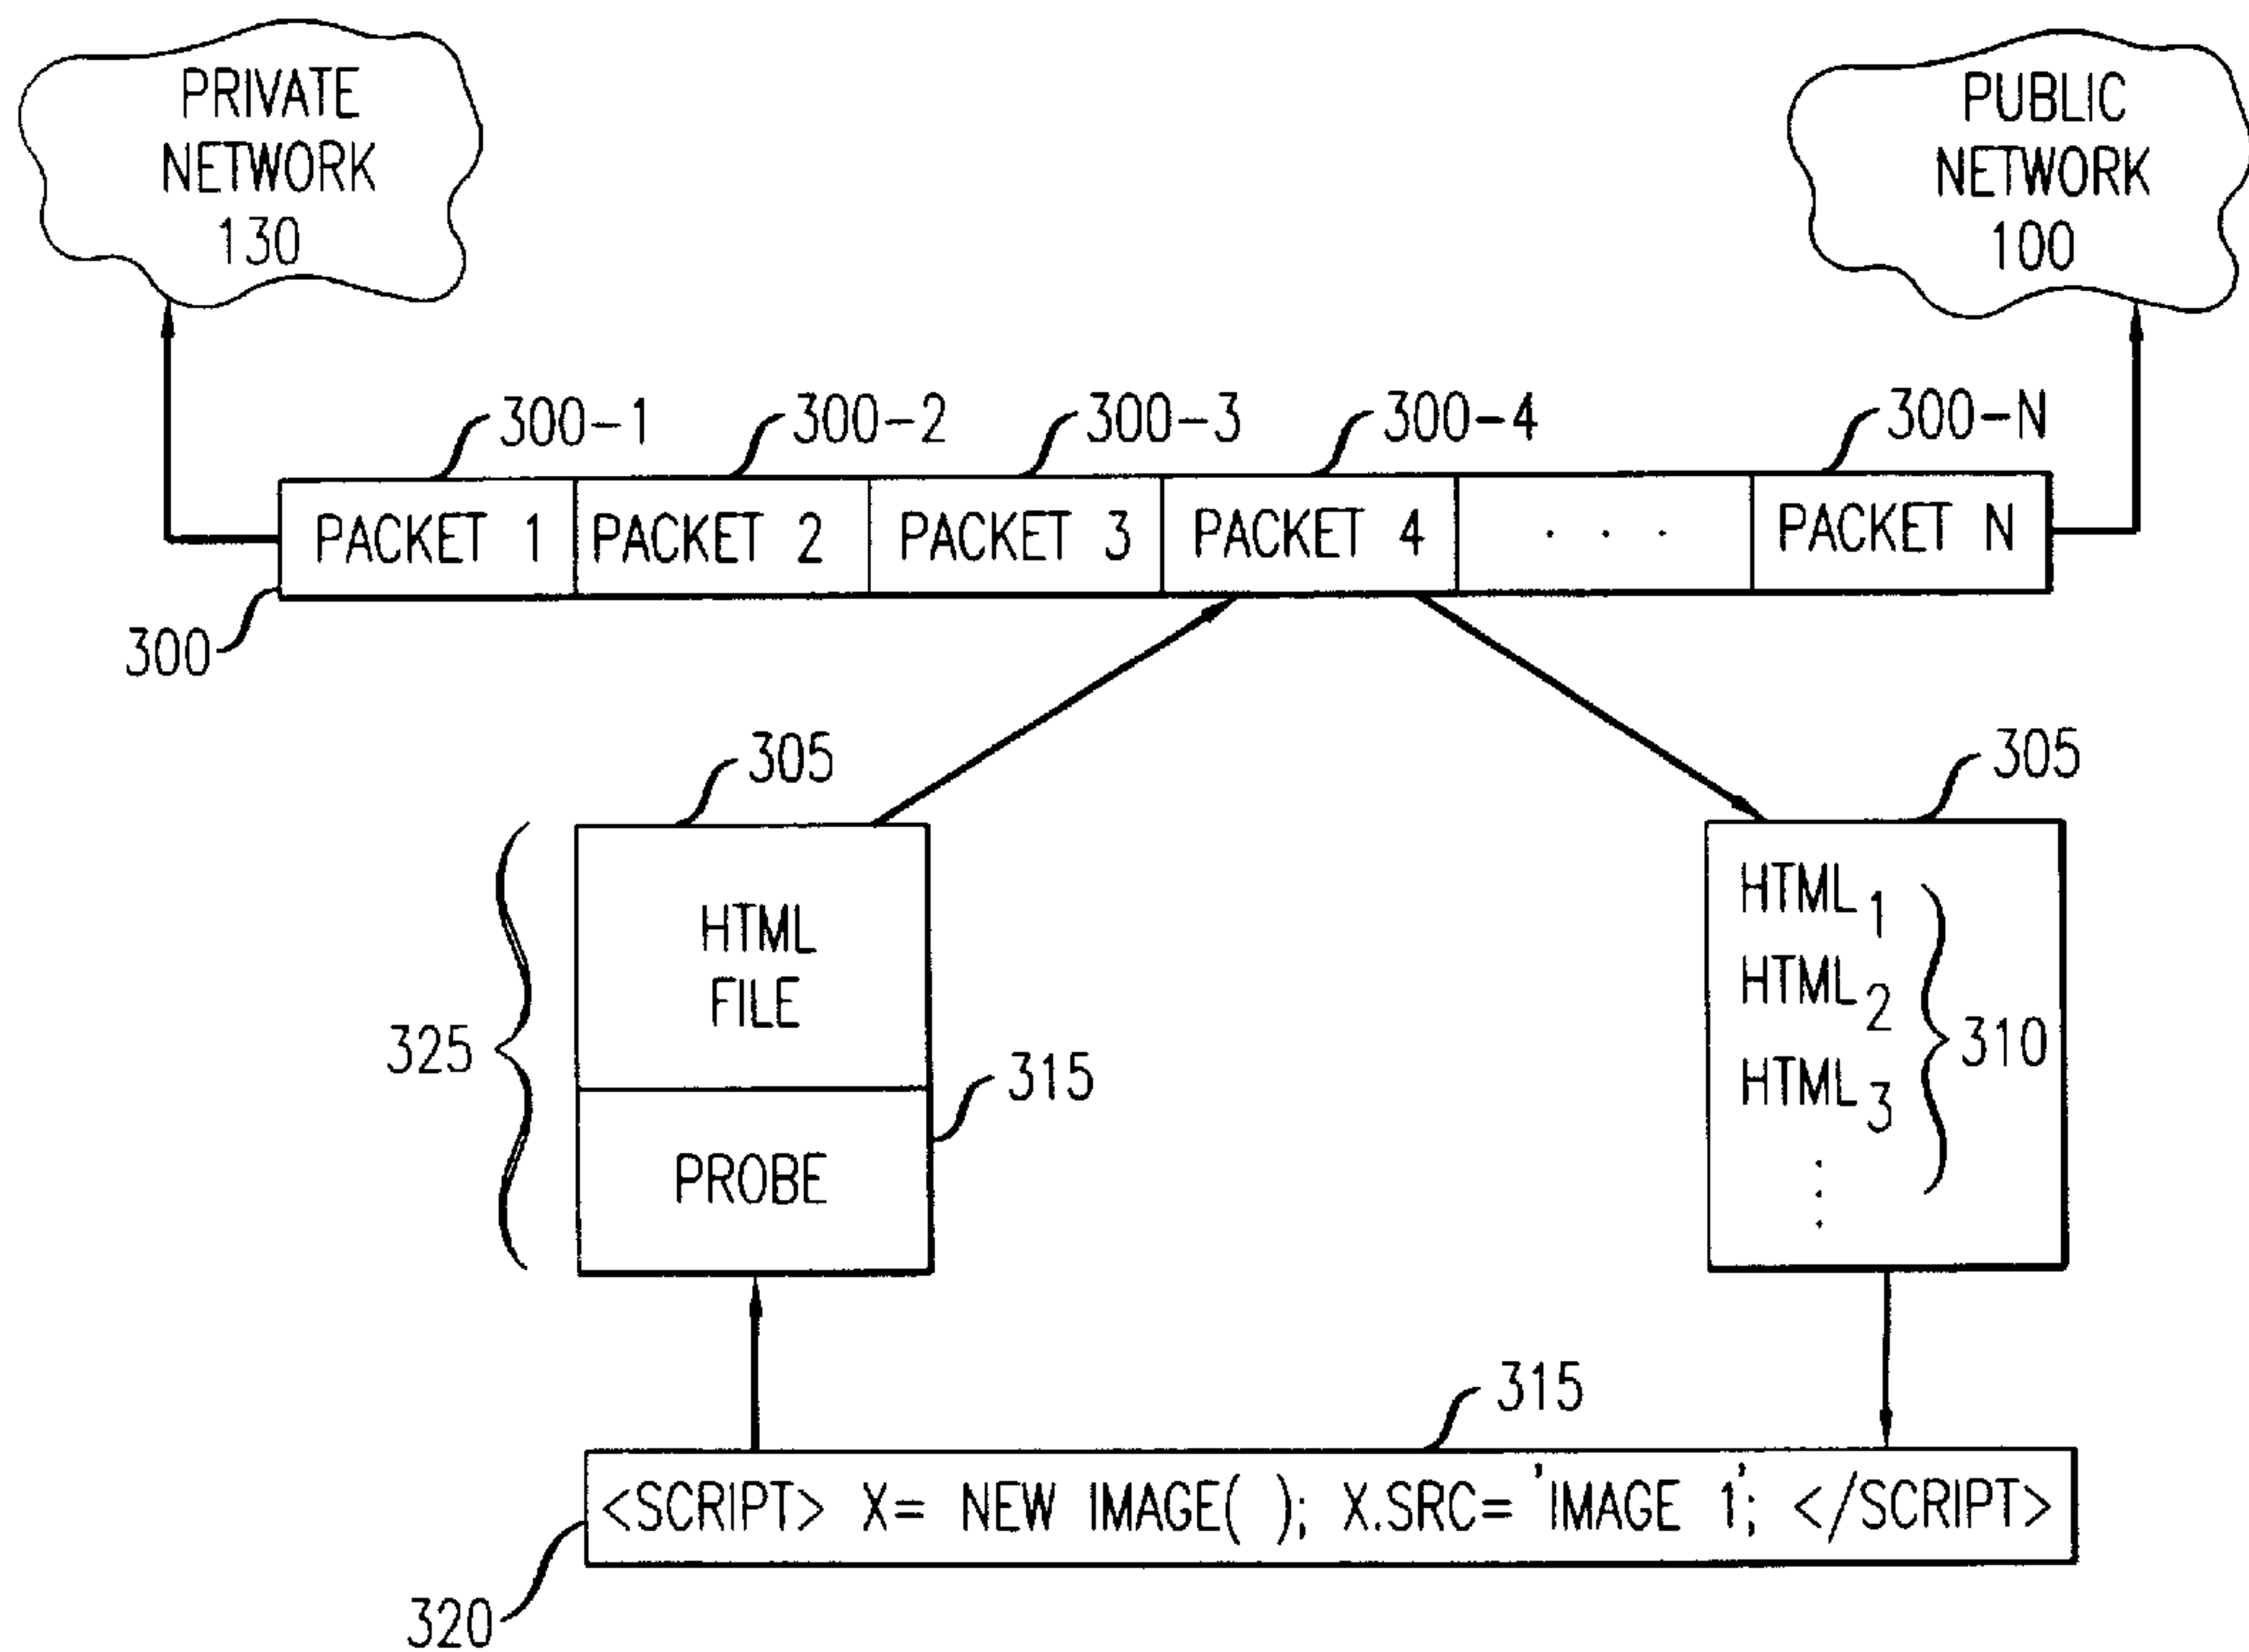 PRIVATE
NETWORK
130
PUBLIC
NETWORK
100
300-1
300-2
300-3
300-4
300-N
PACKET 1
PACKET 2
PACKET 3
PACKET 4
. . .
PACKET N
300
305
305
HTML
FILE
325
315
PROBE
HTML1
HTML2
HTML3
310
315
<SCRIPT> X= NEW IMAGE( ); X.SRC= 'IMAGE 1'; </SCRIPT>
320